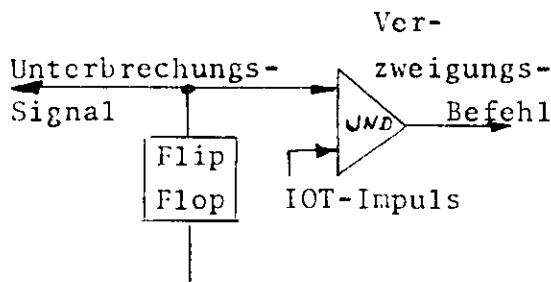 Ver-
Unterbrechungs-
zweigungs-
Signal
Befehl
UND
Flip
Flop
IOT-Impuls